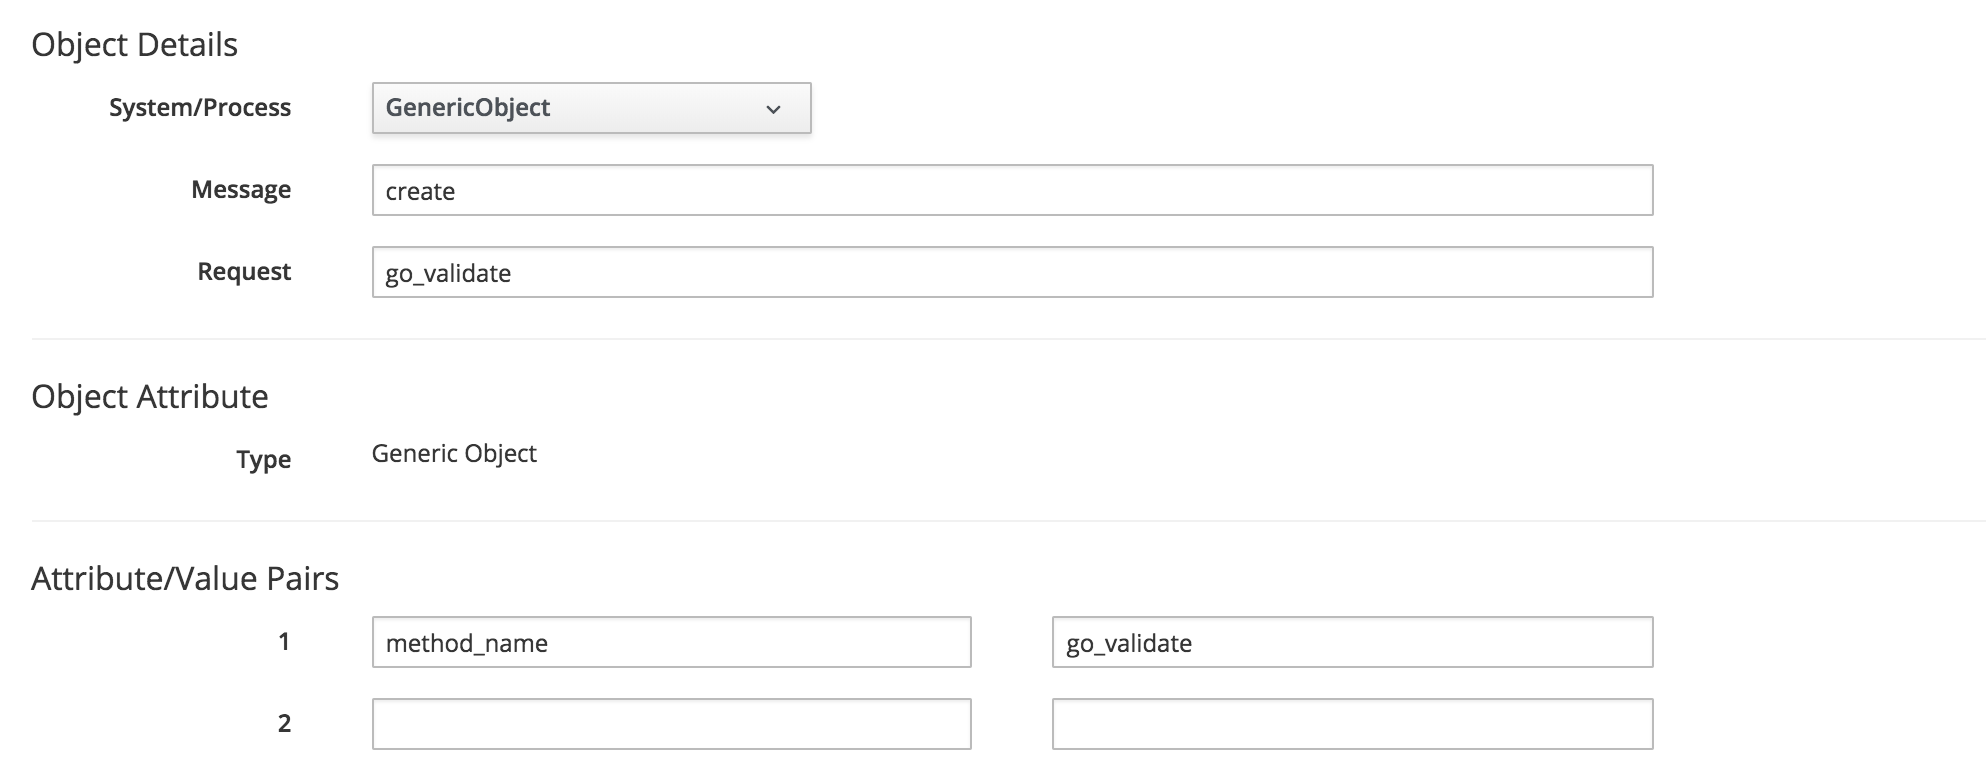 Object Details
System/Process GenericObject
Message create
Request go_validate
Object Attribute
Type Generic Object
Attribute/Value Pairs
1 method_name go_validate
2